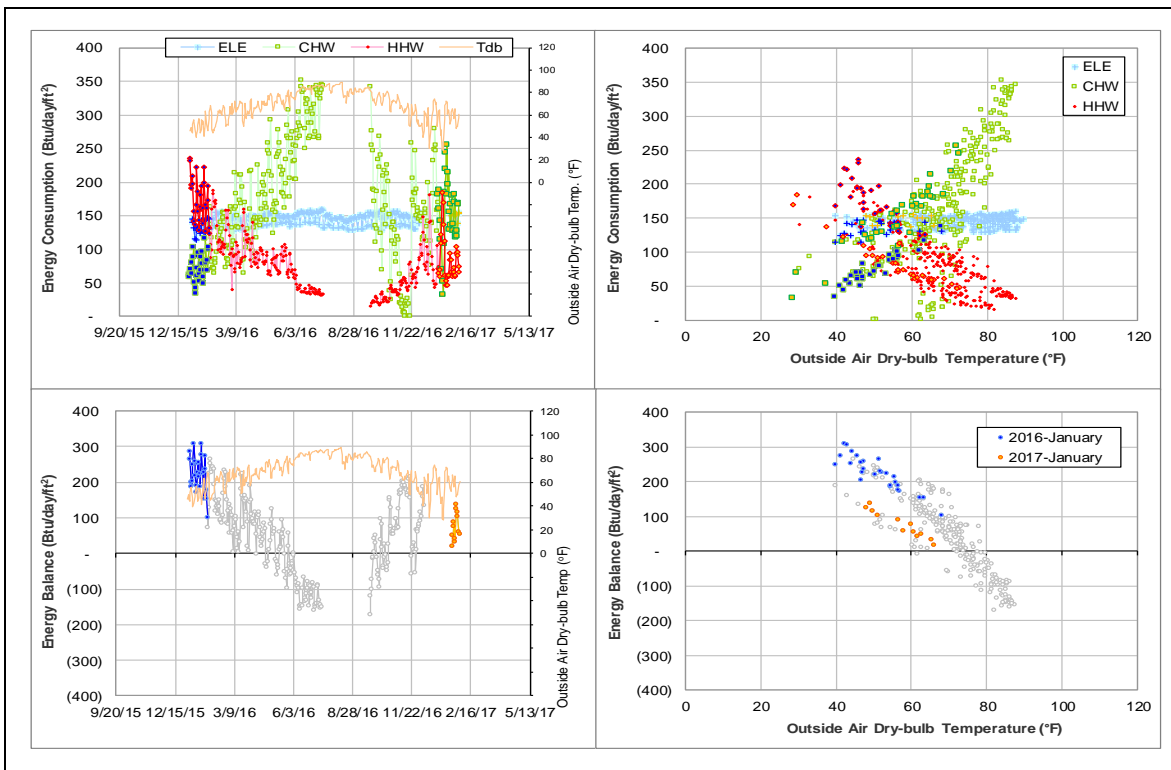 ELE CHW HHW Tdb
Energy Consumption (Btu/day/ft²)
400
350
300
250
200
150
100
50
-
120
100
80
60
40
20
0
Outside Air Dry-bulb Temp. (°F)
9/20/15 12/15/15 3/9/16 6/3/16 8/28/16 11/22/16 2/16/17 5/13/17
ELE
CHW
HHW
Energy Consumption (Btu/day/ft²)
400
350
300
250
200
150
100
50
-
0 20 40 60 80 100 120
Outside Air Dry-bulb Temperature (°F)
Energy Balance (Btu/day/ft²)
400
300
200
100
-
(100)
(200)
(300)
(400)
120
100
80
60
40
20
0
Outside Air Dry-bulb Temp (°F)
9/20/15 12/15/15 3/9/16 6/3/16 8/28/16 11/22/16 2/16/17 5/13/17
2016-January
2017-January
Energy Balance (Btu/day/ft²)
400
300
200
100
-
(100)
(200)
(300)
(400)
0 20 40 60 80 100 120
Outside Air Dry-bulb Temperature (°F)